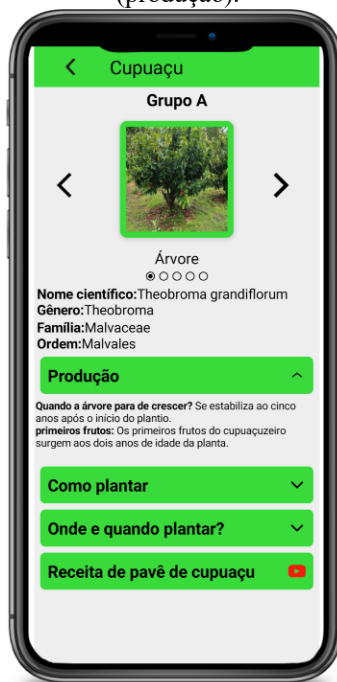 (produção).
Cupuaçu
Grupo A
Árvore
Nome científico:Theobroma grandiflorum
Gênero:Theobroma
Família:Malvaceae
Ordem:Malvales
Produção
Quando a árvore para de crescer? Se estabiliza ao cinco
anos após o início do plantio.
primeiros frutos: Os primeiros frutos do cupuaçuzeiro
surgem aos dois anos de idade da planta.
Como plantar
Onde e quando plantar?
Receita de pavê de cupuaçu